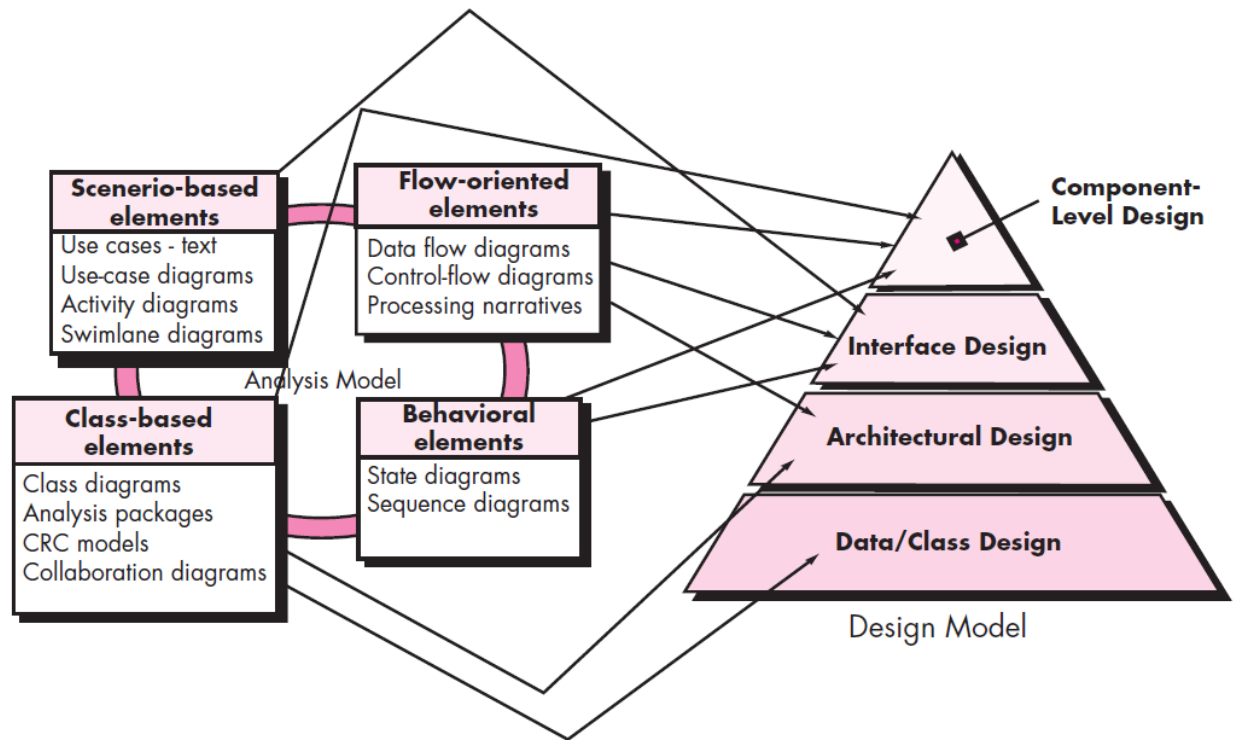 Scenerio-based
elements
Use cases - text
Use-case diagrams
Activity diagrams
Swimlane diagrams
Flow-oriented
elements
Data flow diagrams
Control-flow diagrams
Processing narratives
Analysis Model
Class-based
elements
Class diagrams
Analysis packages
CRC models
Collaboration diagrams
Behavioral
elements
State diagrams
Sequence diagrams
Component-
Level Design
Interface Design
Architectural Design
Data/Class Design
Design Model